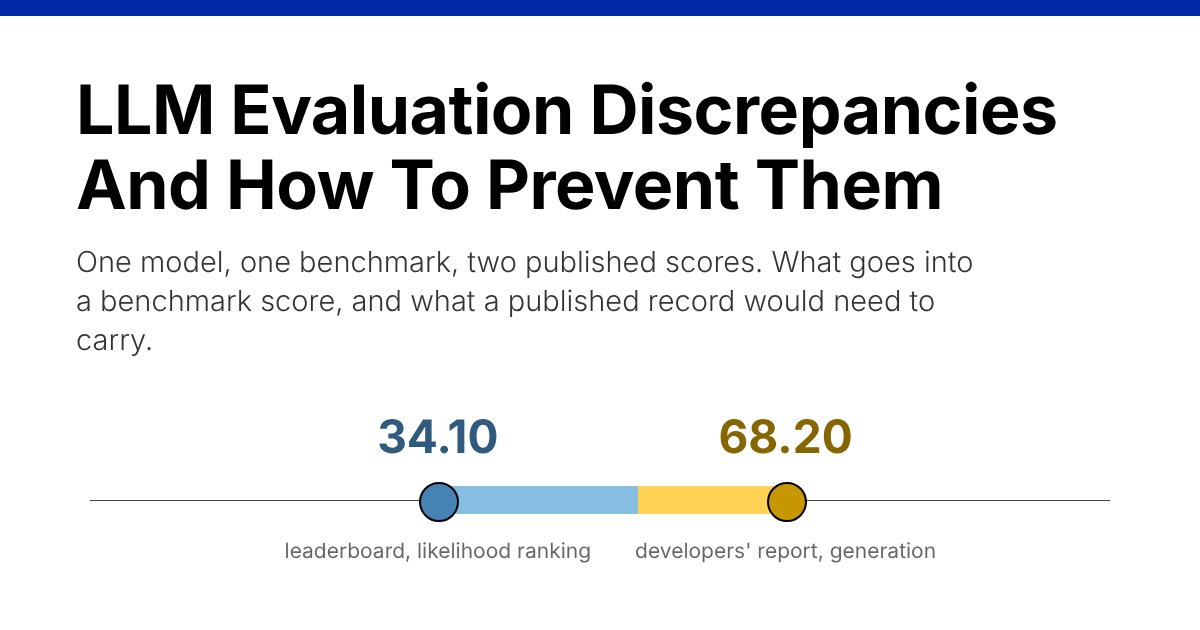 LLM Evaluation Discrepancies
And How To Prevent Them
One model, one benchmark, two published scores. What goes into
a benchmark score, and what a published record would need to
carry.
34.10
68.20
leaderboard, likelihood ranking
developers' report, generation